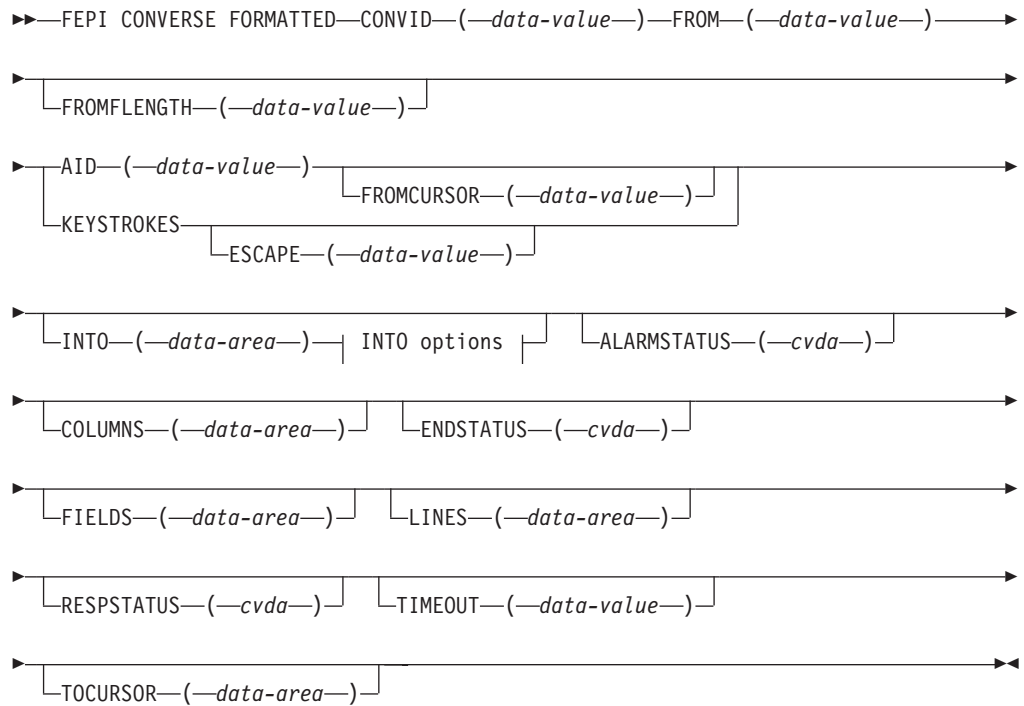 FEPI CONVERSE FORMATTED CONVID ( data-value ) FROM ( data-value )
FROMFLENGTH ( data-value )
AID ( data-value )
FROMCURSOR ( data-value )
KEYSTROKES
ESCAPE ( data-value )
INTO ( data-area ) INTO options ALARMSTATUS ( cvda )
COLUMNS ( data-area ) ENDSTATUS ( cvda )
FIELDS ( data-area ) LINES ( data-area )
RESPSTATUS ( cvda ) TIMEOUT ( data-value )
TOCURSOR ( data-area )